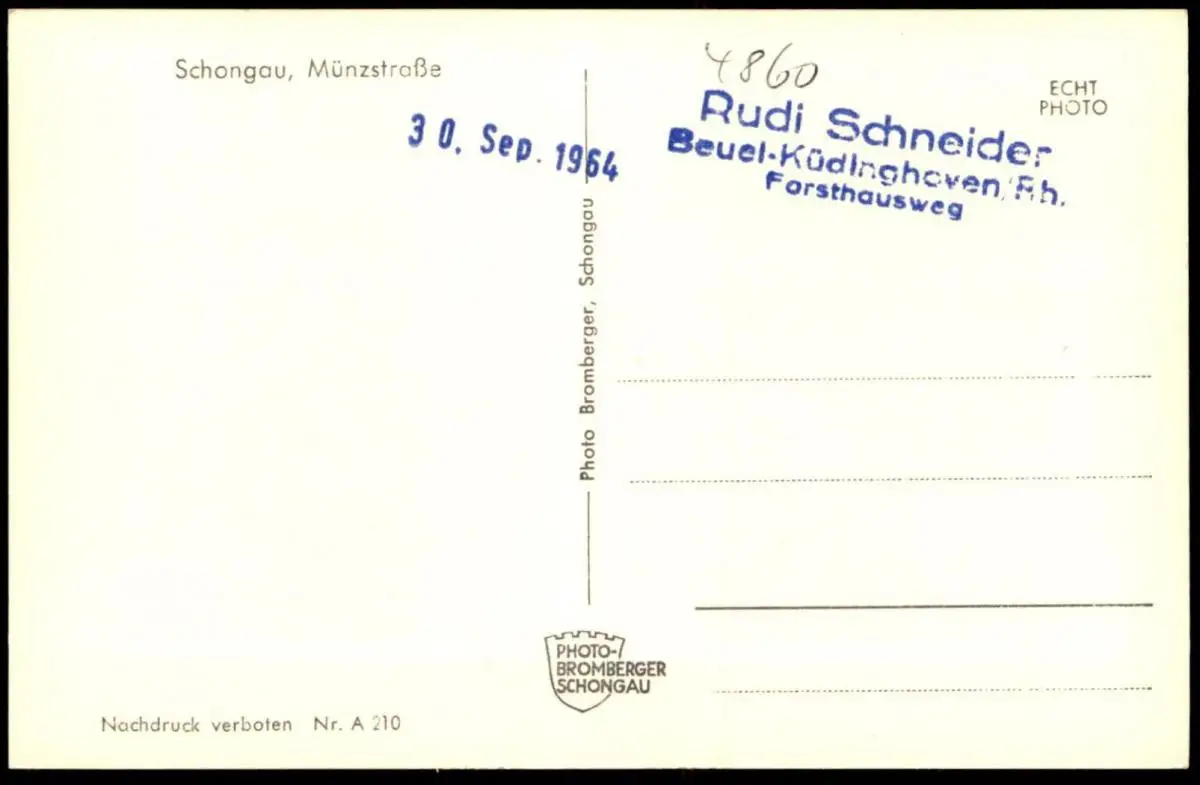 Schongau, Münzstraße
30. Sep. 1964
4860
Rudi Schneider
Beuel-Küdinghoven/Rh.
Forsthausweg
ECHT
PHOTO
Photo Bromberger, Schongau
PHOTO-
BROMBERGER
SCHONGAU
Nachdruck verboten Nr. A 210